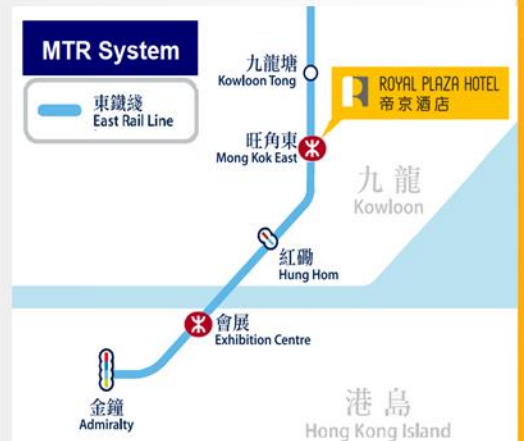 MTR System
東鐵綫
East Rail Line
九龍塘
Kowloon Tong
ROYAL PLAZA HOTEL
帝京酒店
旺角東
Mong Kok East
九龍
Kowloon
紅磡
Hung Hom
會展
Exhibition Centre
金鐘
Admiralty
港島
Hong Kong Island